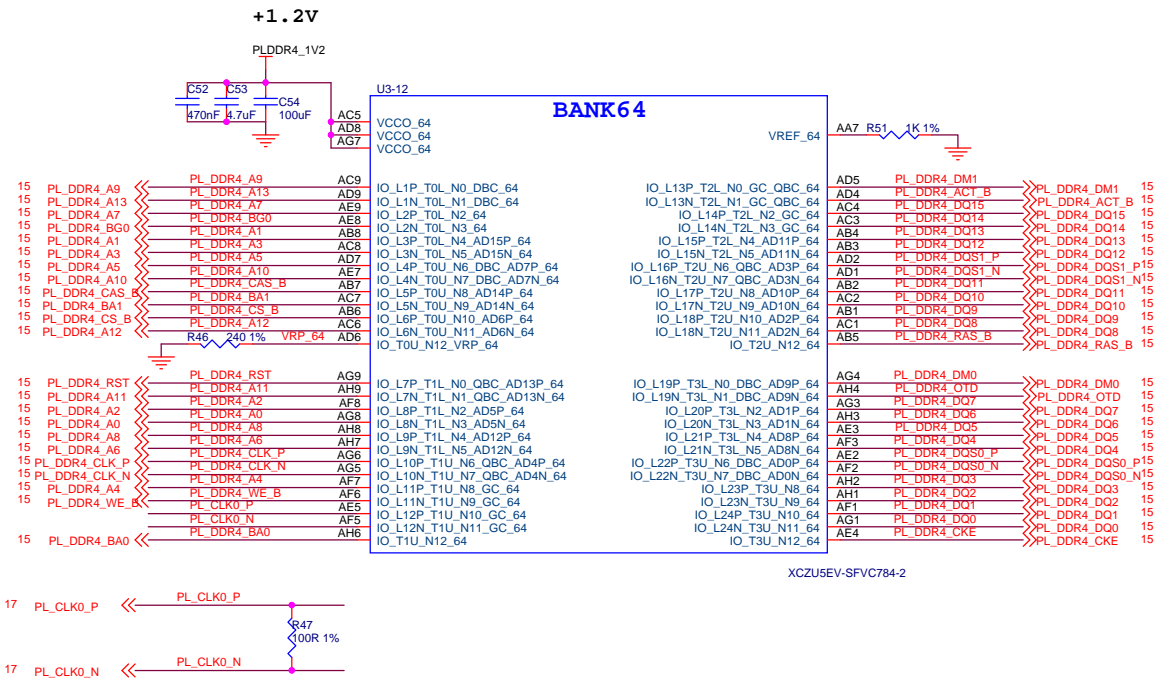 +1.2V
PLDDR4_1V2
C52 C53 C54
470nF 4.7uF 100uF
U3-12
BANK64
AC5 VCCO_64
AD8 VCCO_64
AG7 VCCO_64
VREF_64 AA7 R51 1K 1%
15 PL_DDR4_A9 PL_DDR4_A9 AC9 IO_L1P_T0L_N0_DBC_64
15 PL_DDR4_A13 PL_DDR4_A13 AD9 IO_L1N_T0L_N1_DBC_64
15 PL_DDR4_A7 PL_DDR4_A7 AE9 IO_L2P_T0L_N2_64
15 PL_DDR4_BG0 PL_DDR4_BG0 AE8 IO_L2N_T0L_N3_64
15 PL_DDR4_A1 PL_DDR4_A1 AB8 IO_L3P_T0L_N4_AD15P_64
15 PL_DDR4_A3 PL_DDR4_A3 AC8 IO_L3N_T0L_N5_AD15N_64
15 PL_DDR4_A5 PL_DDR4_A5 AD7 IO_L4P_T0U_N6_DBC_AD7P_64
15 PL_DDR4_A10 PL_DDR4_A10 AE7 IO_L4N_T0U_N7_DBC_AD7N_64
15 PL_DDR4_CAS_B PL_DDR4_CAS_B AB7 IO_L5P_T0U_N8_AD14P_64
15 PL_DDR4_BA1 PL_DDR4_BA1 AC7 IO_L5N_T0U_N9_AD14N_64
15 PL_DDR4_CS_B PL_DDR4_CS_B AB6 IO_L6P_T0U_N10_AD6P_64
15 PL_DDR4_A12 PL_DDR4_A12 AC6 IO_L6N_T0U_N11_AD6N_64
R46 240 1% VRP_64 AD6 IO_T0U_N12_VRP_64
IO_L13P_T2L_N0_GC_QBC_64 AD5 PL_DDR4_DM1 PL_DDR4_DM1 15
IO_L13N_T2L_N1_GC_QBC_64 AD4 PL_DDR4_ACT_B PL_DDR4_ACT_B 15
IO_L14P_T2L_N2_GC_64 AC4 PL_DDR4_DQ15 PL_DDR4_DQ15 15
IO_L14N_T2L_N3_GC_64 AC3 PL_DDR4_DQ14 PL_DDR4_DQ14 15
IO_L15P_T2L_N4_AD11P_64 AB4 PL_DDR4_DQ13 PL_DDR4_DQ13 15
IO_L15N_T2L_N5_AD11N_64 AB3 PL_DDR4_DQ12 PL_DDR4_DQ12 15
IO_L16P_T2U_N6_QBC_AD3P_64 AD2 PL_DDR4_DQS1_P PL_DDR4_DQS1_P 15
IO_L16N_T2U_N7_QBC_AD3N_64 AD1 PL_DDR4_DQS1_N PL_DDR4_DQS1_N 15
IO_L17P_T2U_N8_AD10P_64 AB2 PL_DDR4_DQ11 PL_DDR4_DQ11 15
IO_L17N_T2U_N9_AD10N_64 AC2 PL_DDR4_DQ10 PL_DDR4_DQ10 15
IO_L18P_T2U_N10_AD2P_64 AB1 PL_DDR4_DQ9 PL_DDR4_DQ9 15
IO_L18N_T2U_N11_AD2N_64 AC1 PL_DDR4_DQ8 PL_DDR4_DQ8 15
IO_T2U_N12_64 AB5 PL_DDR4_RAS_B PL_DDR4_RAS_B 15
15 PL_DDR4_RST PL_DDR4_RST AG9 IO_L7P_T1L_N0_QBC_AD13P_64
15 PL_DDR4_A11 PL_DDR4_A11 AH9 IO_L7N_T1L_N1_QBC_AD13N_64
15 PL_DDR4_A2 PL_DDR4_A2 AF8 IO_L8P_T1L_N2_AD5P_64
15 PL_DDR4_A0 PL_DDR4_A0 AG8 IO_L8N_T1L_N3_AD5N_64
15 PL_DDR4_A8 PL_DDR4_A8 AH8 IO_L9P_T1L_N4_AD12P_64
15 PL_DDR4_A6 PL_DDR4_A6 AH7 IO_L9N_T1L_N5_AD12N_64
15 PL_DDR4_CLK_P PL_DDR4_CLK_P AG6 IO_L10P_T1U_N6_QBC_AD4P_64
15 PL_DDR4_CLK_N PL_DDR4_CLK_N AG5 IO_L10N_T1U_N7_QBC_AD4N_64
15 PL_DDR4_A4 PL_DDR4_A4 AF7 IO_L11P_T1U_N8_GC_64
15 PL_DDR4_WE_B PL_DDR4_WE_B AF6 IO_L11N_T1U_N9_GC_64
PL_CLK0_P AE5 IO_L12P_T1U_N10_GC_64
PL_CLK0_N AF5 IO_L12N_T1U_N11_GC_64
15 PL_DDR4_BA0 PL_DDR4_BA0 AH6 IO_T1U_N12_64
IO_L19P_T3L_N0_DBC_AD9P_64 AG4 PL_DDR4_DM0 PL_DDR4_DM0 15
IO_L19N_T3L_N1_DBC_AD9N_64 AH4 PL_DDR4_OTD PL_DDR4_OTD 15
IO_L20P_T3L_N2_AD1P_64 AG3 PL_DDR4_DQ7 PL_DDR4_DQ7 15
IO_L20N_T3L_N3_AD1N_64 AH3 PL_DDR4_DQ6 PL_DDR4_DQ6 15
IO_L21P_T3L_N4_AD8P_64 AE3 PL_DDR4_DQ5 PL_DDR4_DQ5 15
IO_L21N_T3L_N5_AD8N_64 AF3 PL_DDR4_DQ4 PL_DDR4_DQ4 15
IO_L22P_T3U_N6_DBC_AD0P_64 AE2 PL_DDR4_DQS0_P PL_DDR4_DQS0_P 15
IO_L22N_T3U_N7_DBC_AD0N_64 AF2 PL_DDR4_DQS0_N PL_DDR4_DQS0_N 15
IO_L23P_T3U_N8_64 AH2 PL_DDR4_DQ3 PL_DDR4_DQ3 15
IO_L23N_T3U_N9_64 AH1 PL_DDR4_DQ2 PL_DDR4_DQ2 15
IO_L24P_T3U_N10_64 AF1 PL_DDR4_DQ1 PL_DDR4_DQ1 15
IO_L24N_T3U_N11_64 AG1 PL_DDR4_DQ0 PL_DDR4_DQ0 15
IO_T3U_N12_64 AE4 PL_DDR4_CKE PL_DDR4_CKE 15
XCZU5EV-SFVC784-2
17 PL_CLK0_P PL_CLK0_P
R47
100R 1%
17 PL_CLK0_N PL_CLK0_N